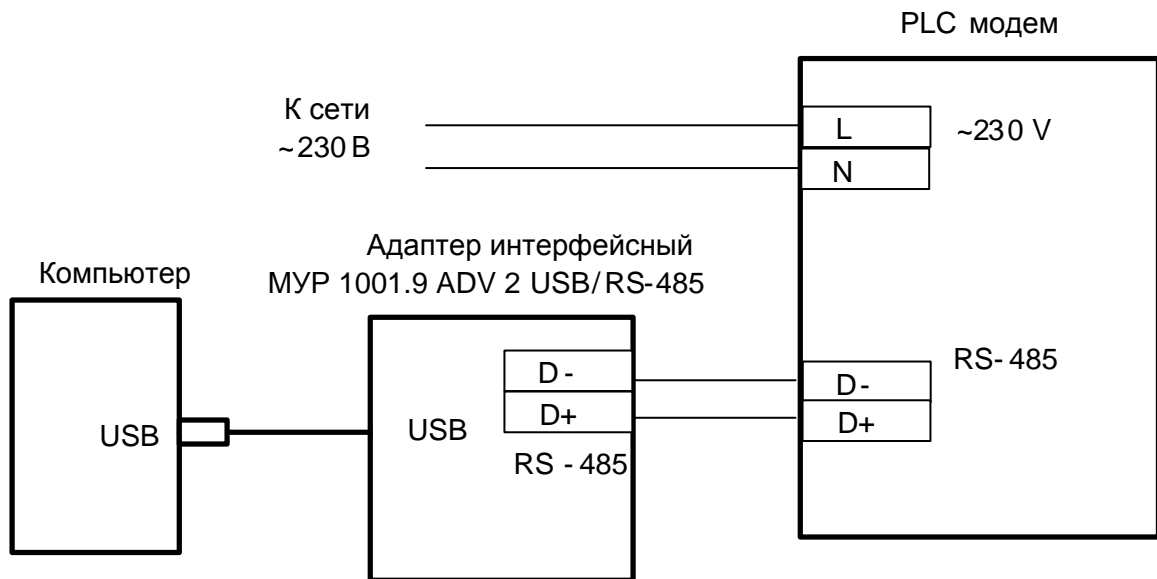 PLC модем
К сети
~230 В
L
~230 V
N
Адаптер интерфейсный
МУР 1001.9 ADV 2 USB/RS-485
Компьютер
D -
D+
USB
RS - 485
USB
RS- 485
D -
D+